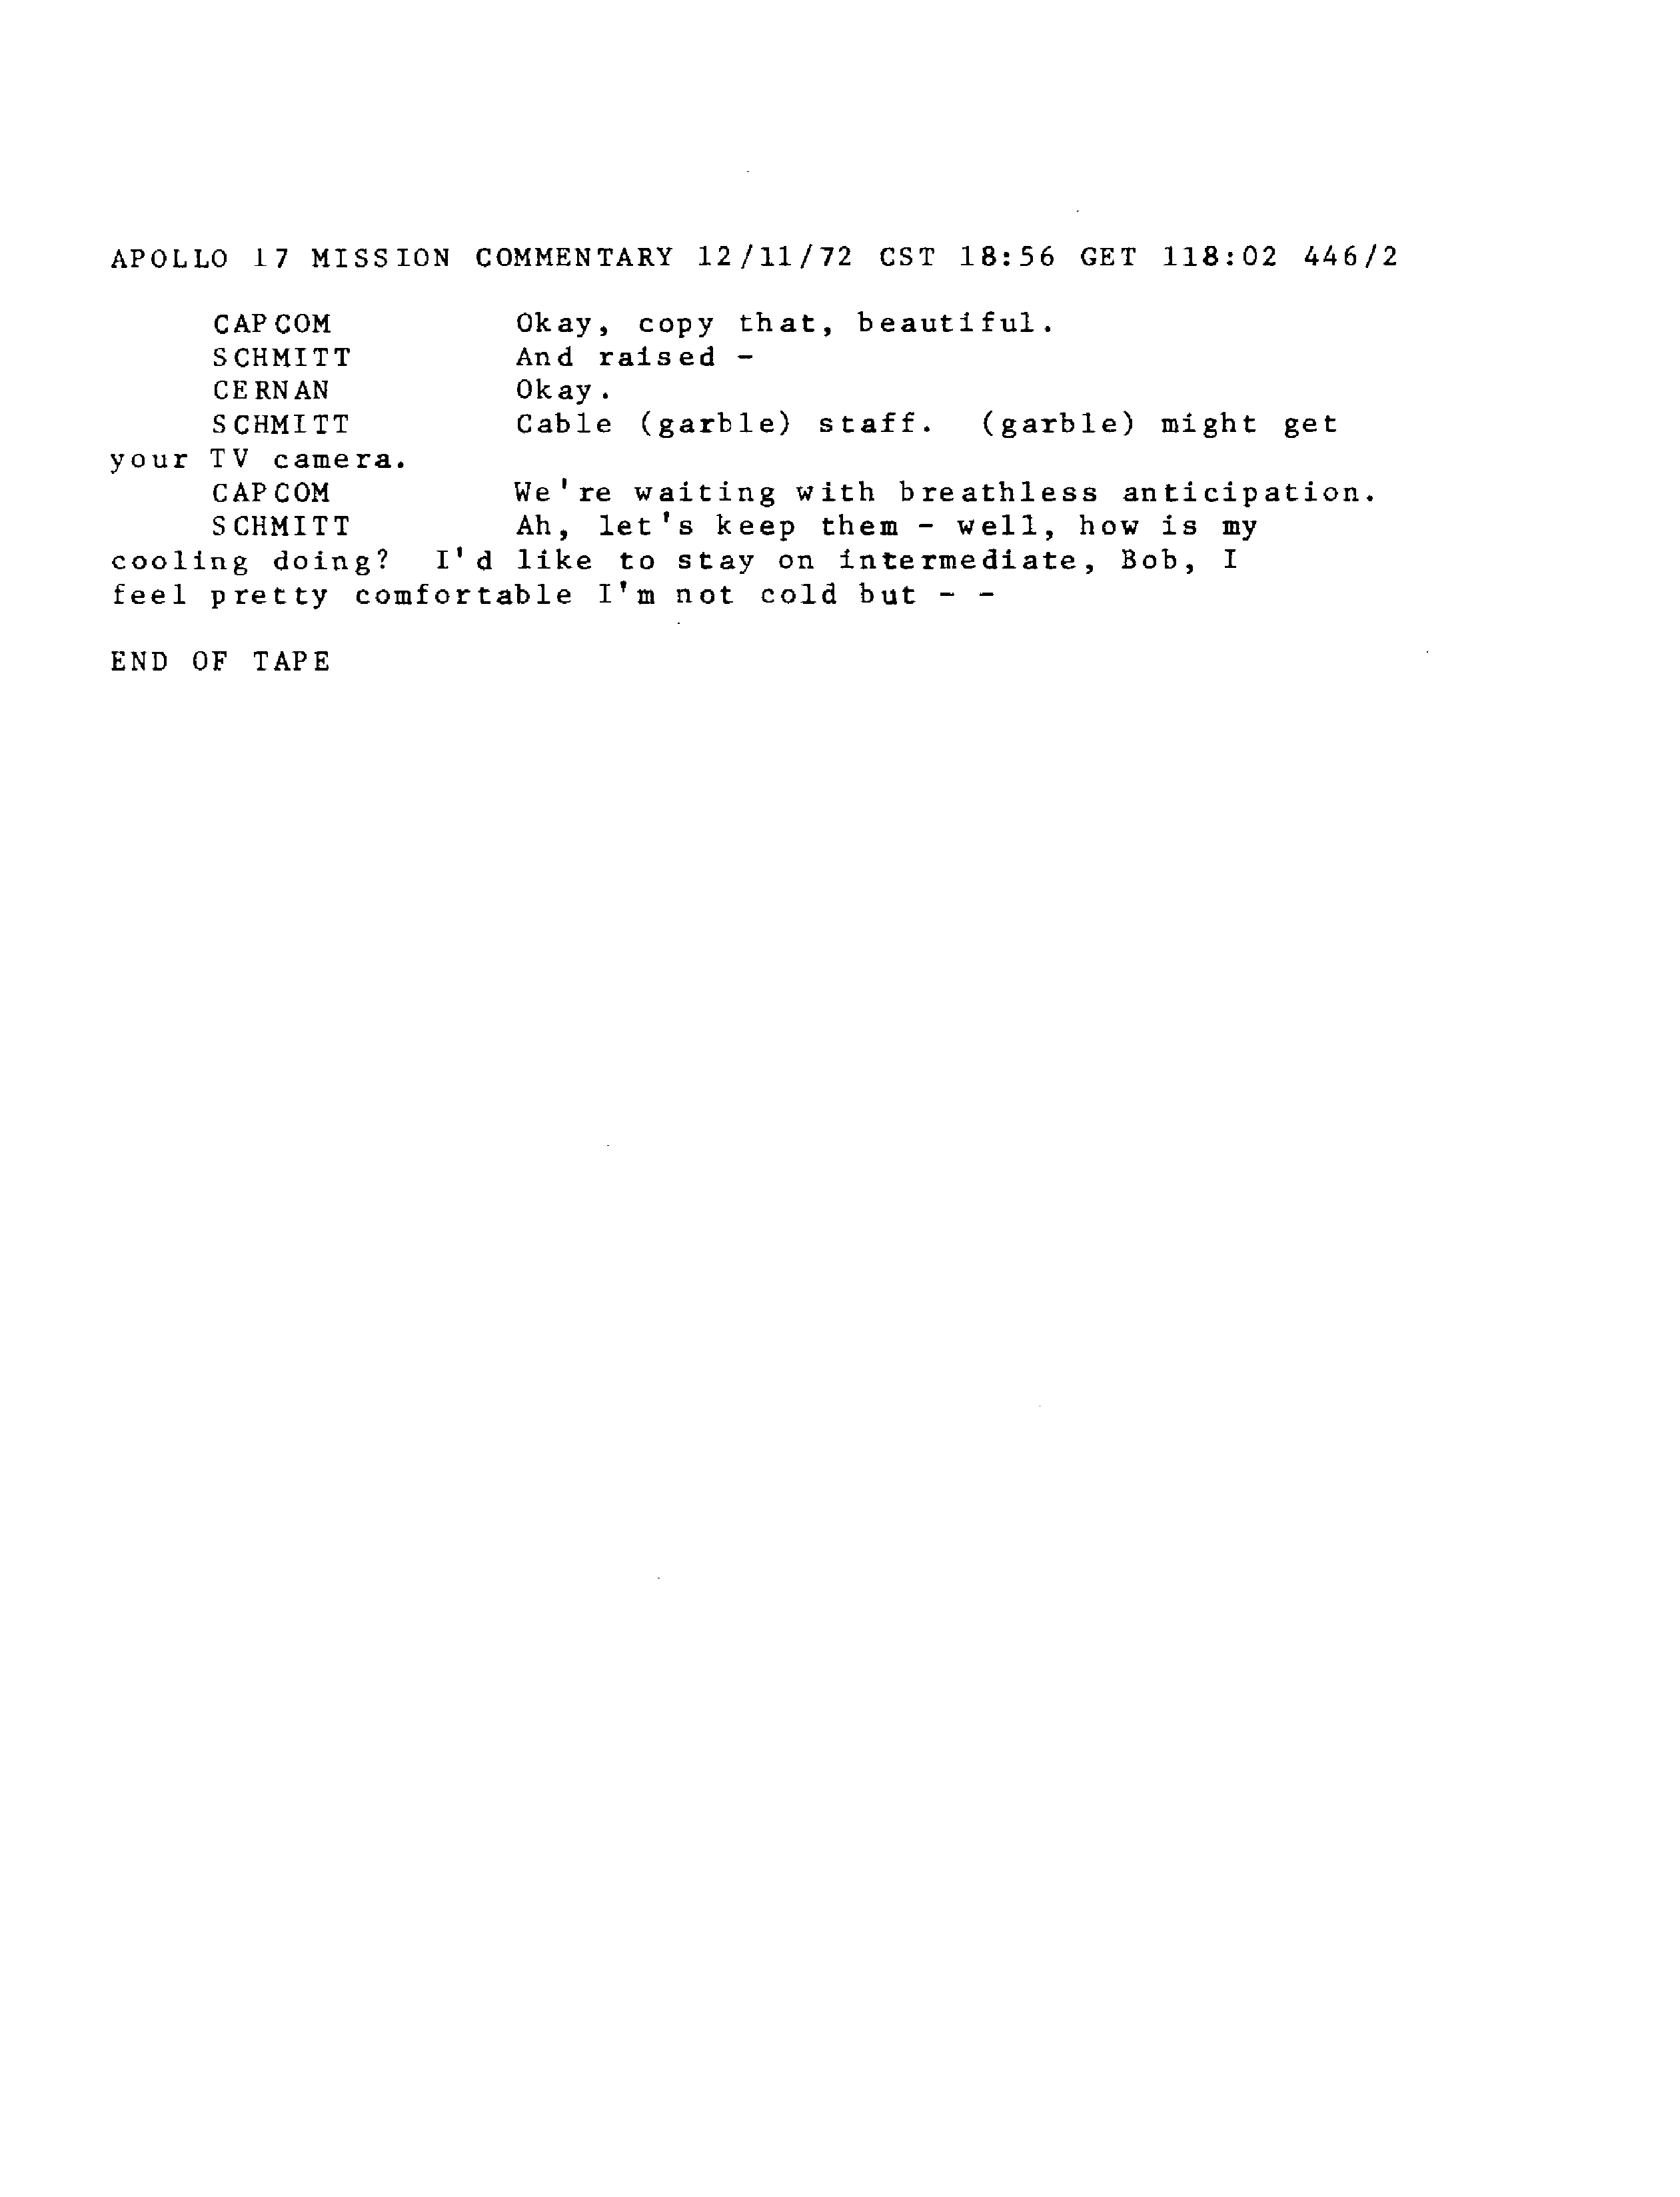 APOLLO 17 MISSION COMMENTARY 12/11/72 CST 18:56 GET 118:02 446/2
CAPCOM Okay, copy that, beautiful.
SCHMITT And raised -
CERNAN Okay.
SCHMITT Cable (garble) staff. (garble) might get
your TV camera.
CAPCOM We're waiting with breathless anticipation.
SCHMITT Ah, let's keep them - well, how is my
cooling doing? I'd like to stay on intermediate, Bob, I
feel pretty comfortable I'm not cold but - -
END OF TAPE